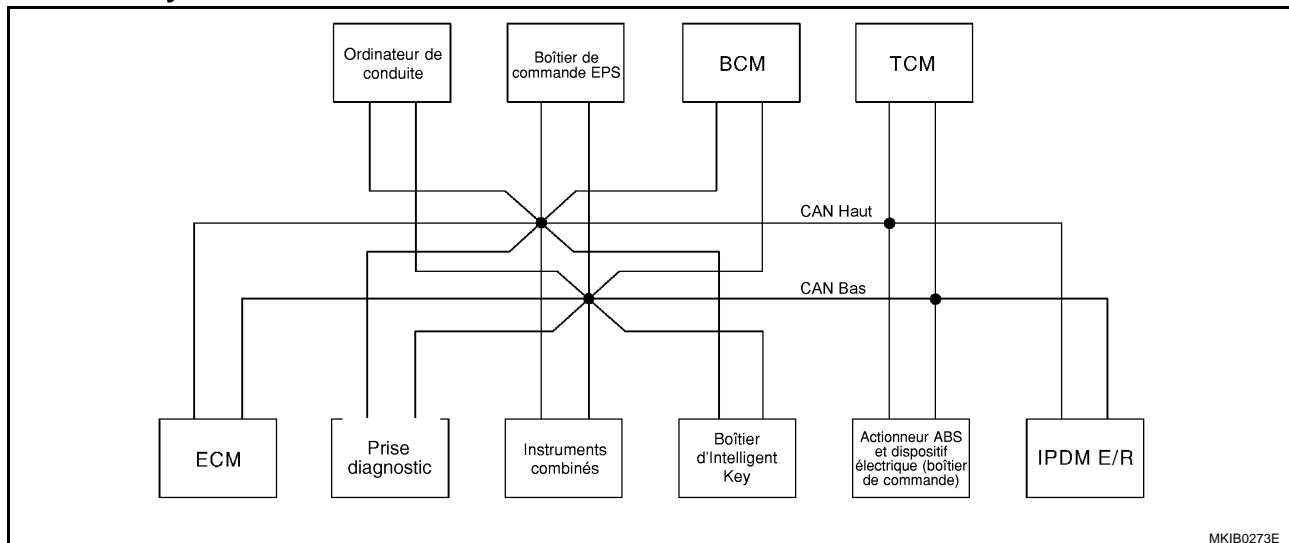 Ordinateur de
conduite
Boîtier de
commande EPS
BCM
TCM
CAN Haut
CAN Bas
ECM
Prise
diagnostic
Instruments
combinés
Boîtier
d'Intelligent
Key
Actionneur ABS
et dispositif
électrique (boîtier
de commande)
IPDM E/R
MKIB0273E